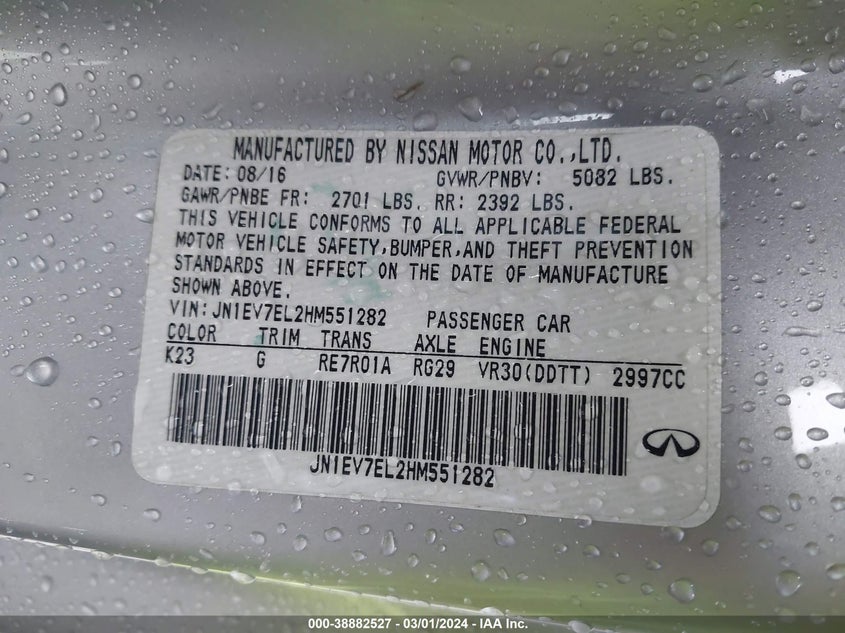 MANUFACTURED BY NISSAN MOTOR CO.,LTD.
DATE: 08/16 GVWR/PNBV: 5082 LBS.
GAWR/PNBE FR: 2701 LBS. RR: 2392 LBS.
THIS VEHICLE CONFORMS TO ALL APPLICABLE FEDERAL
MOTOR VEHICLE SAFETY,BUMPER,AND THEFT PREVENTION
STANDARDS IN EFFECT ON THE DATE OF MANUFACTURE
SHOWN ABOVE.
VIN:JN1EV7EL2HM551282 PASSENGER CAR
COLOR TRIM TRANS AXLE ENGINE
K23 G RE7R01A RG29 VR30(DDTT) 2997CC
JN1EV7EL2HM551282
000-38882527 - 03/01/2024 - IAA Inc.